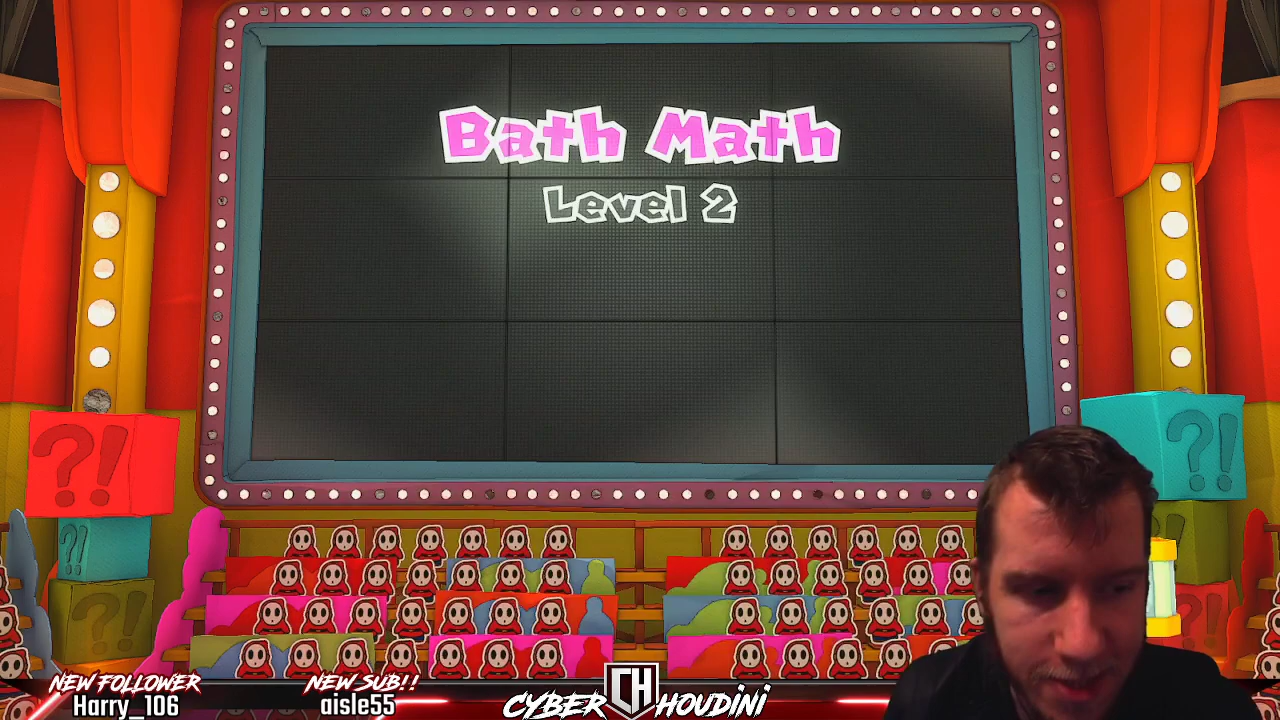 Bath Math
Level 2
?!
?!
??
?!
?!
NEW FOLLOWER
Harry_106
NEW SUB!!
aisle55
CYBER CH HOUDINI